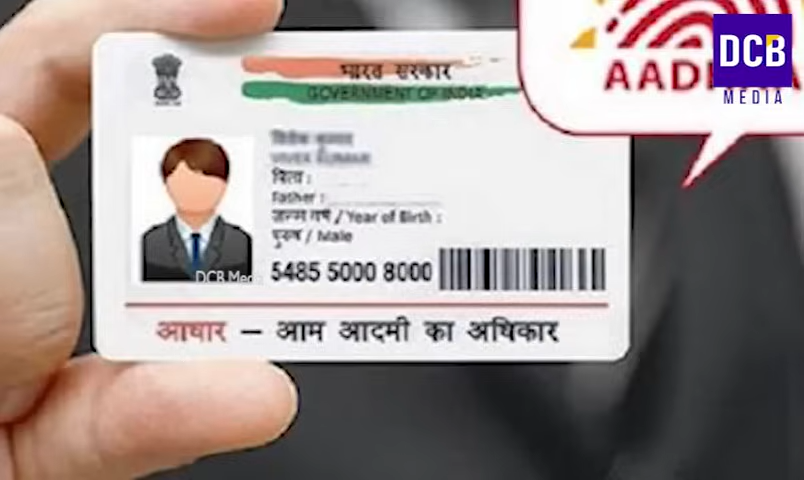 भारत सरकार
GOVERNMENT OF INDIA
पिता :
Father :
जन्म वर्ष / Year of Birth :
पुरुष / Male
5485 5000 8000
आधार – आम आदमी का अधिकार
DCB Media
DCB
MEDIA